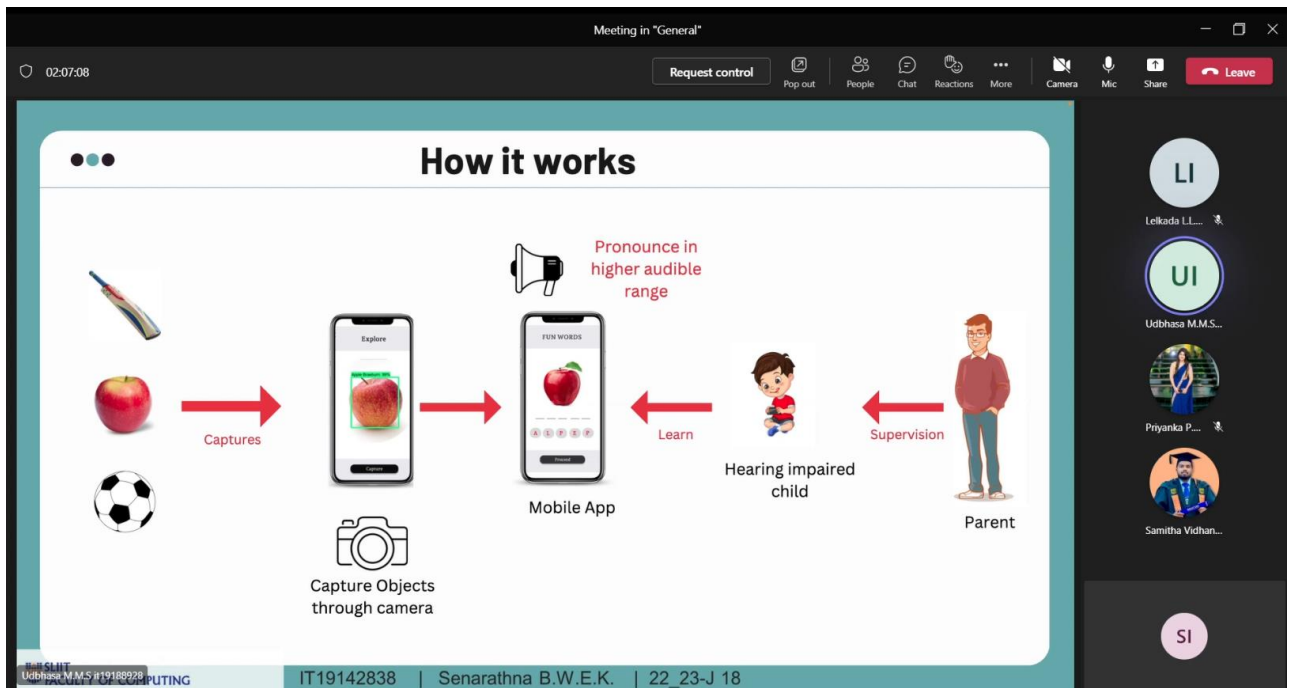 Meeting in "General"
02:07:08
Request control
Pop out
People
Chat
Reactions
More
Camera
Mic
Share
Leave
How it works
Pronounce in
higher audible
range
Explore
FUN WORDS
Captures
Capture
Proceed
Learn
Supervision
Mobile App
Hearing impaired
child
Parent
Capture Objects
through camera
SLIIT
Udbhasa M.M.S it19188928
PUTING
IT19142838 | Senarathna B.W.E.K. | 22_23-J 18
LI
Lelkada L.L....
UI
Udbhasa M.M.S...
Priyanka P....
Samitha Vidhan...
SI